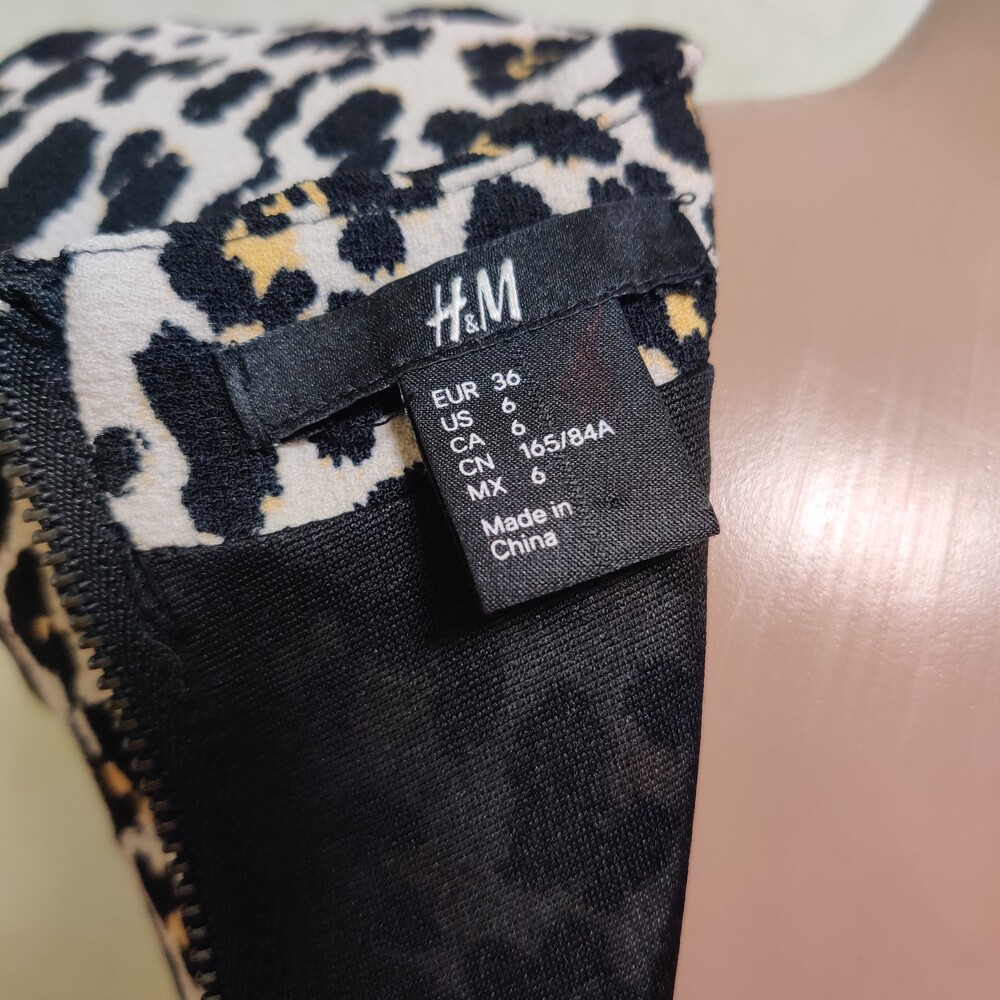 H&M
EUR 36
US 6
CA 6
CN 165/84A
MX 6
Made in
China